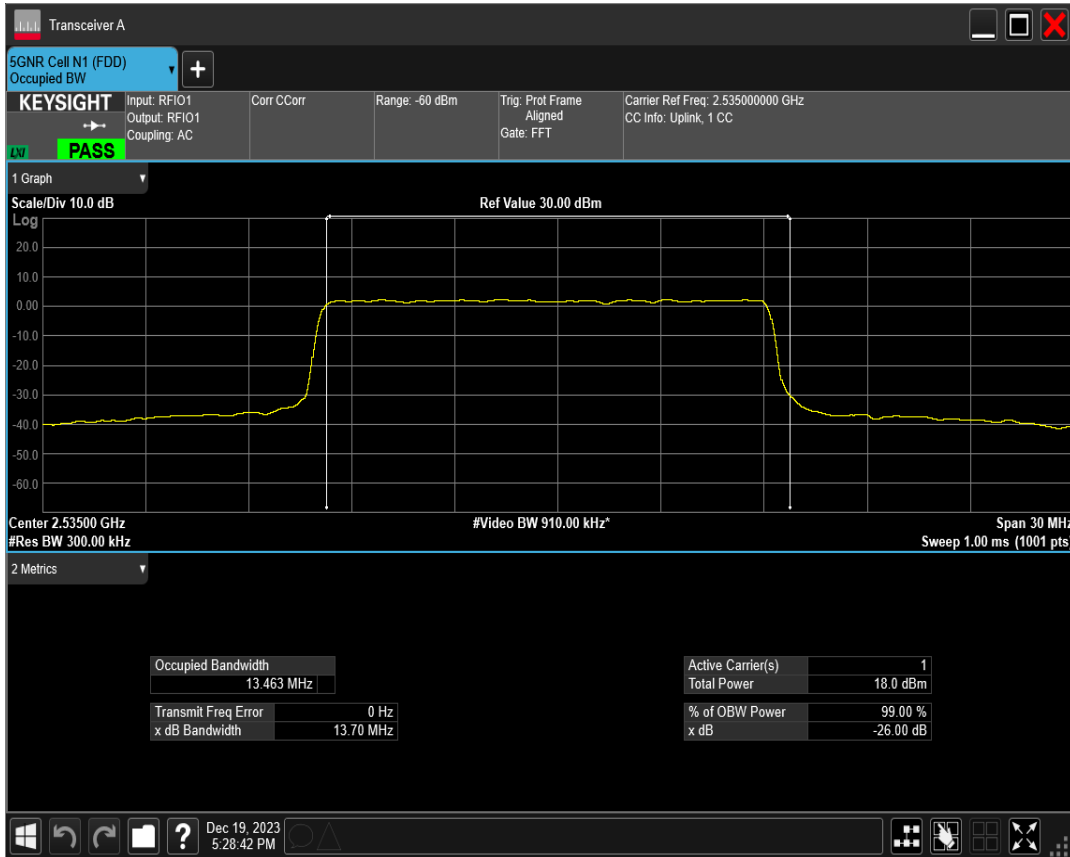 Transceiver A
5GNR Cell N1 (FDD)
Occupied BW
+
KEYSIGHT
LXI
PASS
Input: RFIO1
Output: RFIO1
Coupling: AC
Corr CCorr
Range: -60 dBm
Trig: Prot Frame
Aligned
Gate: FFT
Carrier Ref Freq: 2.535000000 GHz
CC Info: Uplink, 1 CC
1 Graph
Scale/Div 10.0 dB
Ref Value 30.00 dBm
Log
20.0
10.0
0.00
-10.0
-20.0
-30.0
-40.0
-50.0
-60.0
Center 2.53500 GHz
#Video BW 910.00 kHz*
Span 30 MHz
#Res BW 300.00 kHz
Sweep 1.00 ms (1001 pts)
2 Metrics
Occupied Bandwidth
13.463 MHz
Transmit Freq Error 0 Hz
x dB Bandwidth 13.70 MHz
Active Carrier(s) 1
Total Power 18.0 dBm
% of OBW Power 99.00 %
x dB -26.00 dB
?
Dec 19, 2023
5:28:42 PM